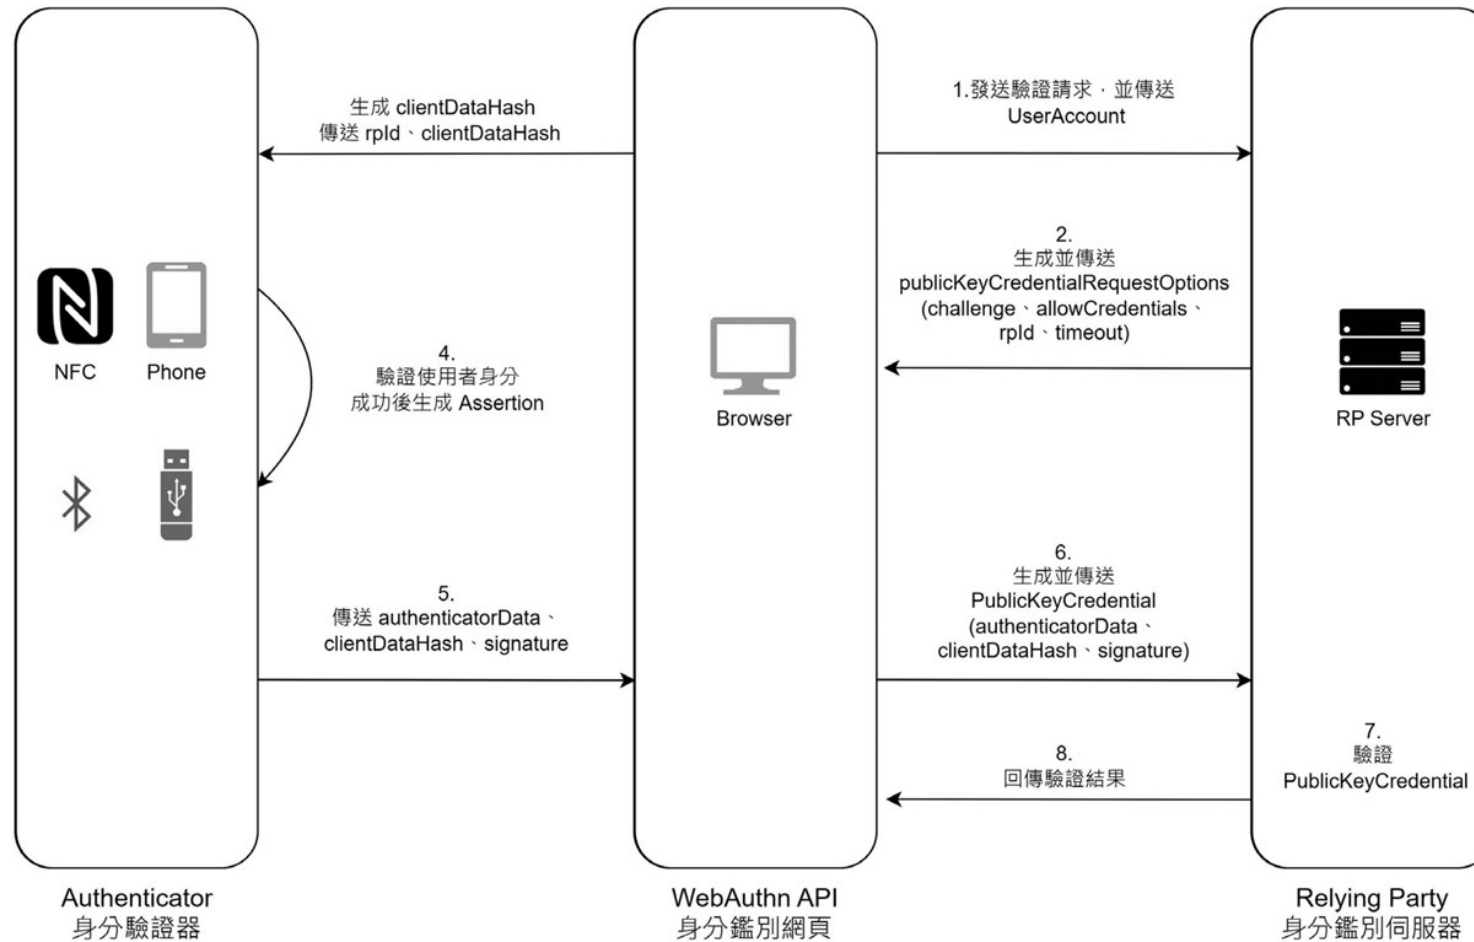 生成 clientDataHash
傳送 rpId、clientDataHash
1.發送驗證請求，並傳送
UserAccount
2.
生成並傳送
publicKeyCredentialRequestOptions
(challenge、allowCredentials、
rpId、timeout)
NFC
Phone
4.
驗證使用者身分
成功後生成 Assertion
Browser
RP Server
5.
傳送 authenticatorData、
clientDataHash、signature
6.
生成並傳送
PublicKeyCredential
(authenticatorData、
clientDataHash、signature)
7.
驗證
PublicKeyCredential
8.
回傳驗證結果
Authenticator
身分驗證器
WebAuthn API
身分鑑別網頁
Relying Party
身分鑑別伺服器